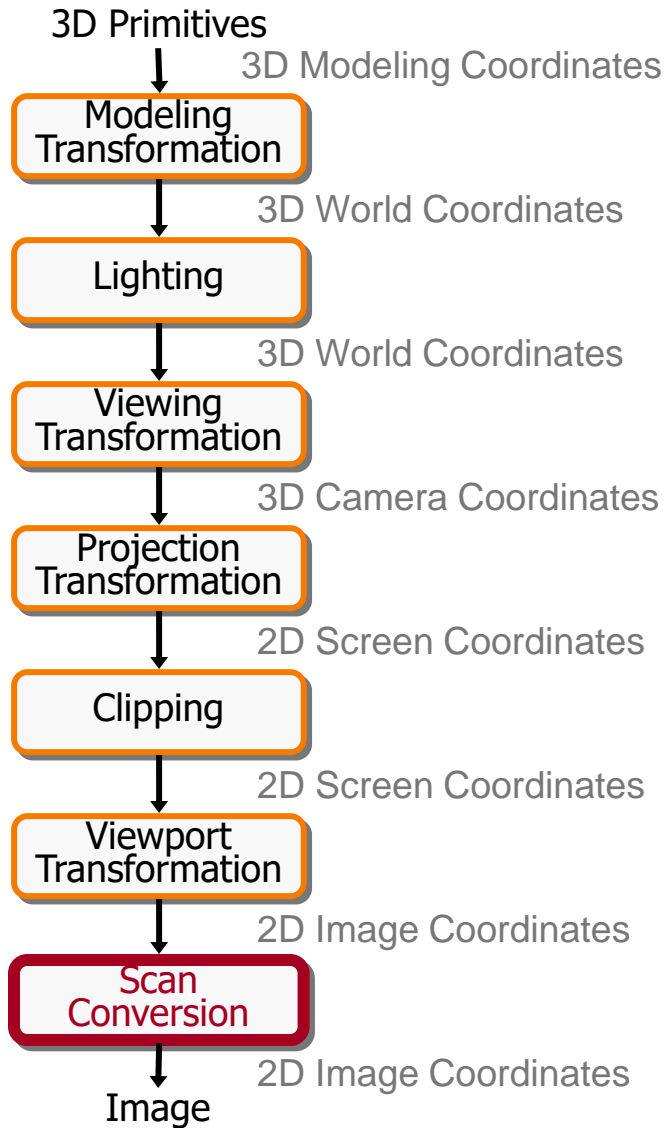 3D Primitives
3D Modeling Coordinates
Modeling
Transformation
3D World Coordinates
Lighting
3D World Coordinates
Viewing
Transformation
3D Camera Coordinates
Projection
Transformation
2D Screen Coordinates
Clipping
2D Screen Coordinates
Viewport
Transformation
2D Image Coordinates
Scan
Conversion
2D Image Coordinates
Image